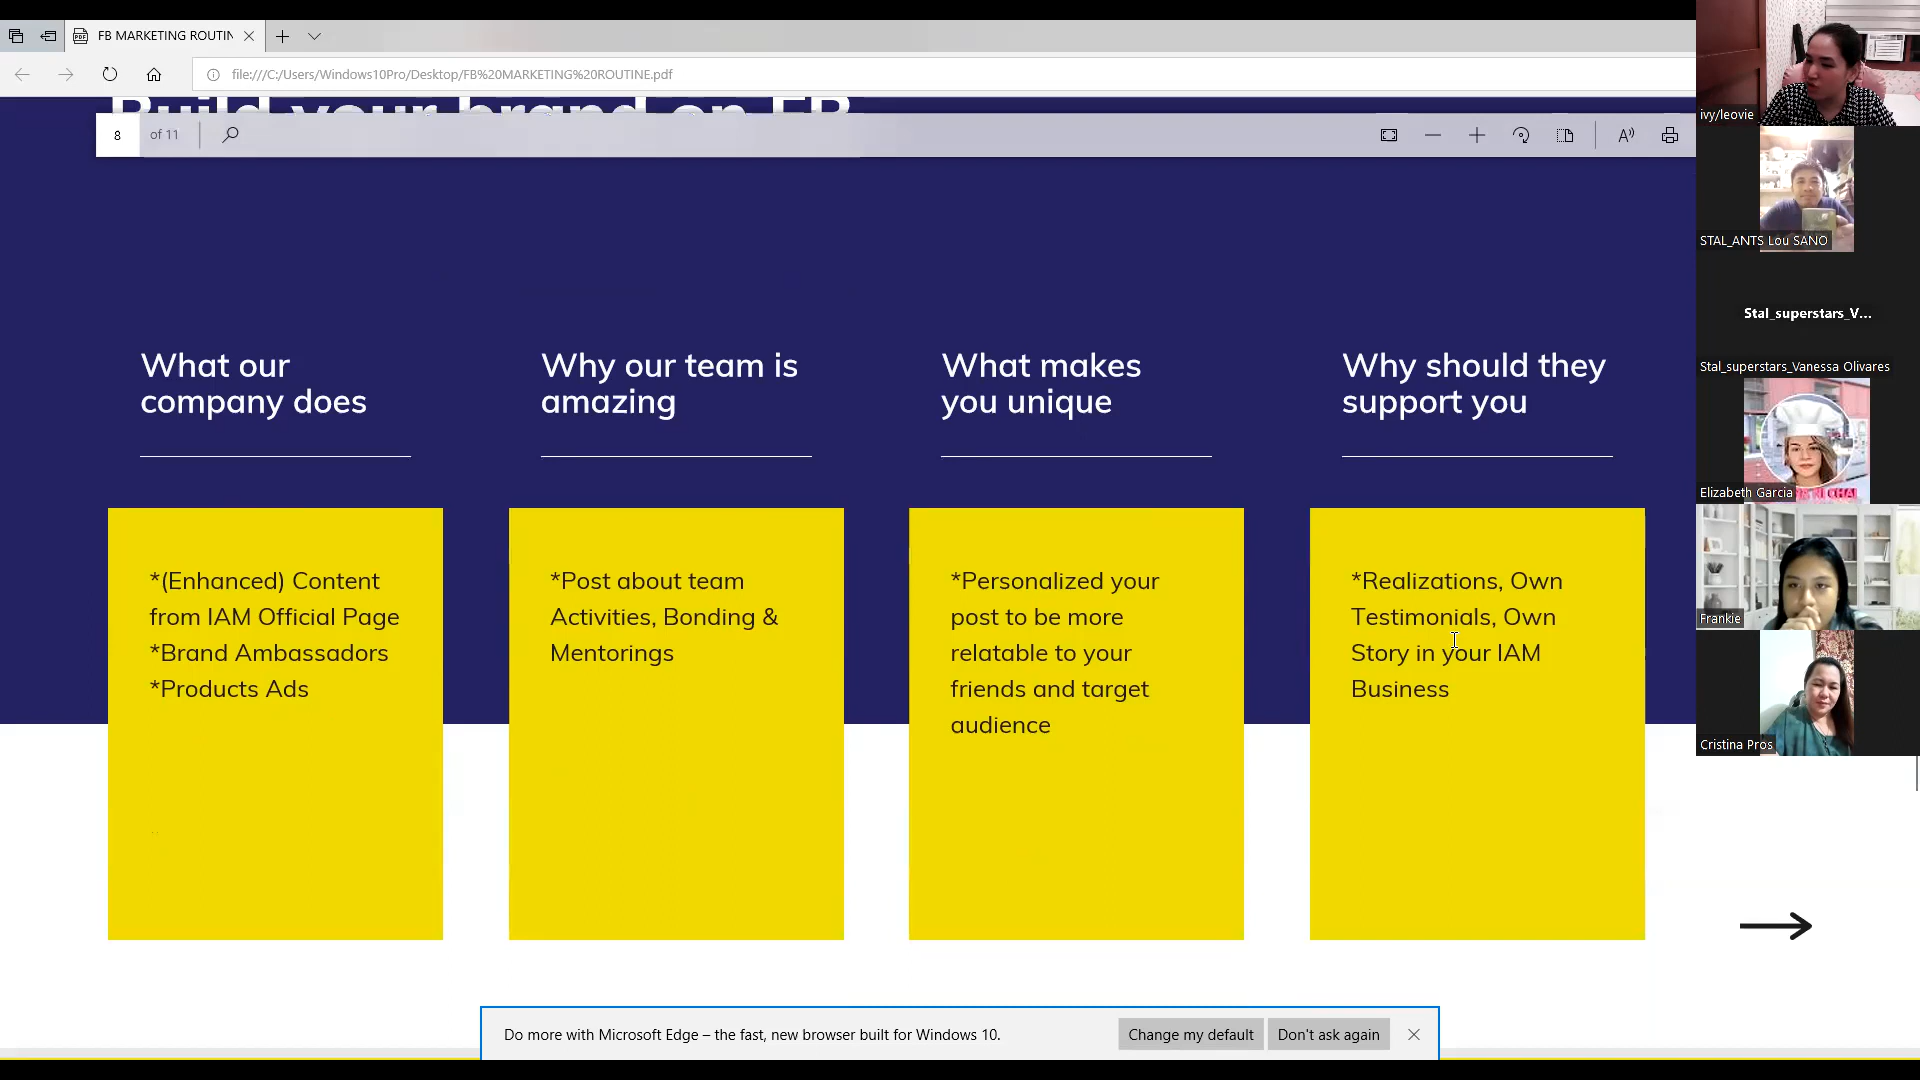 FB MARKETING ROUTIN
file:///C:/Users/Windows10Pro/Desktop/FB%20MARKETING%20ROUTINE.pdf
Build your brand on FB
8 of 11
What our
company does
*(Enhanced) Content
from IAM Official Page
*Brand Ambassadors
*Products Ads
Why our team is
amazing
*Post about team
Activities, Bonding &
Mentorings
What makes
you unique
*Personalized your
post to be more
relatable to your
friends and target
audience
Why should they
support you
*Realizations, Own
Testimonials, Own
Story in your IAM
Business
Do more with Microsoft Edge – the fast, new browser built for Windows 10.
Change my default
Don't ask again
ivy/leovie
STAL_ANTS Lou SANO
Stal_superstars_V...
Stal_superstars_Vanessa Olivares
Elizabeth Garcia
Frankie
Cristina Pros